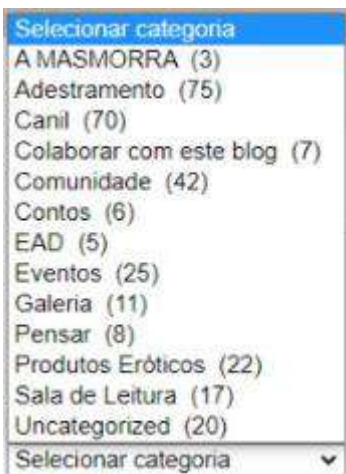 Selecionar categoria
A MASMORRA (3)
Adestramento (75)
Canil (70)
Colaborar com este blog (7)
Comunidade (42)
Contos (6)
EAD (5)
Eventos (25)
Galeria (11)
Pensar (8)
Produtos Eróticos (22)
Sala de Leitura (17)
Uncategorized (20)
Selecionar categoria